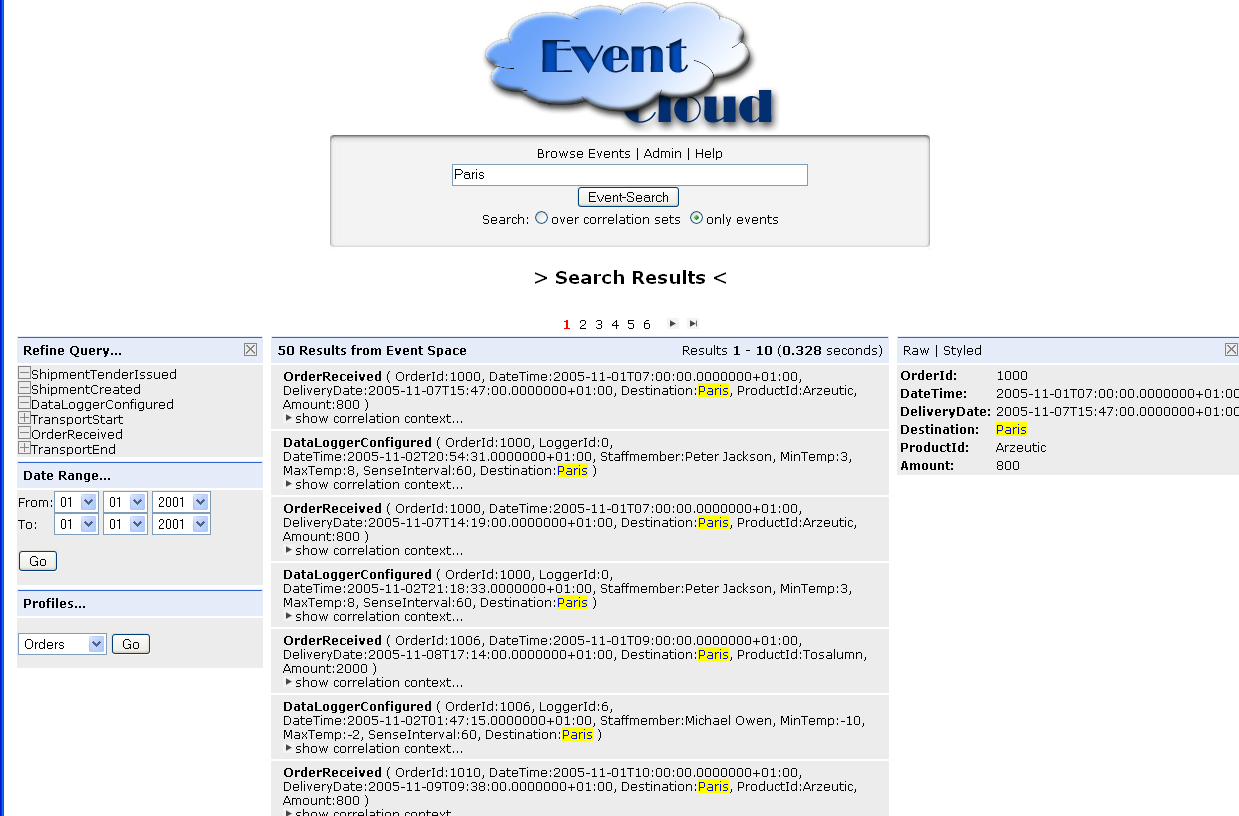 Event
Cloud
Browse Events | Admin | Help
Paris
Event-Search
Search: over correlation sets only events
> Search Results <
1 2 3 4 5 6
Refine Query...
ShipmentTenderIssued
ShipmentCreated
DataLoggerConfigured
TransportStart
OrderReceived
TransportEnd
Date Range...
From: 01 01 2001
To: 01 01 2001
Go
Profiles...
Orders Go
50 Results from Event Space Results 1 - 10 (0.328 seconds)
OrderReceived ( OrderId:1000, DateTime:2005-11-01T07:00:00.0000000+01:00,
DeliveryDate:2005-11-07T15:47:00.0000000+01:00, Destination:Paris, ProductId:Arzeutic,
Amount:800 )
show correlation context...
DataLoggerConfigured ( OrderId:1000, LoggerId:0,
DateTime:2005-11-02T20:54:31.0000000+01:00, Staffmember:Peter Jackson, MinTemp:3,
MaxTemp:8, SenseInterval:60, Destination:Paris )
show correlation context...
OrderReceived ( OrderId:1000, DateTime:2005-11-01T07:00:00.0000000+01:00,
DeliveryDate:2005-11-07T14:19:00.0000000+01:00, Destination:Paris, ProductId:Arzeutic,
Amount:800 )
show correlation context...
DataLoggerConfigured ( OrderId:1000, LoggerId:0,
DateTime:2005-11-02T21:18:33.0000000+01:00, Staffmember:Peter Jackson, MinTemp:3,
MaxTemp:8, SenseInterval:60, Destination:Paris )
show correlation context...
OrderReceived ( OrderId:1006, DateTime:2005-11-01T09:00:00.0000000+01:00,
DeliveryDate:2005-11-08T17:14:00.0000000+01:00, Destination:Paris, ProductId:Tosalumn,
Amount:2000 )
show correlation context...
DataLoggerConfigured ( OrderId:1006, LoggerId:6,
DateTime:2005-11-02T01:47:15.0000000+01:00, Staffmember:Michael Owen, MinTemp:-10,
MaxTemp:-2, SenseInterval:60, Destination:Paris )
show correlation context...
OrderReceived ( OrderId:1010, DateTime:2005-11-01T10:00:00.0000000+01:00,
DeliveryDate:2005-11-09T09:38:00.0000000+01:00, Destination:Paris, ProductId:Arzeutic,
Amount:800 )
show correlation context
Raw | Styled
OrderId: 1000
DateTime: 2005-11-01T07:00:00.0000000+01:00
DeliveryDate: 2005-11-07T15:47:00.0000000+01:00
Destination: Paris
ProductId: Arzeutic
Amount: 800